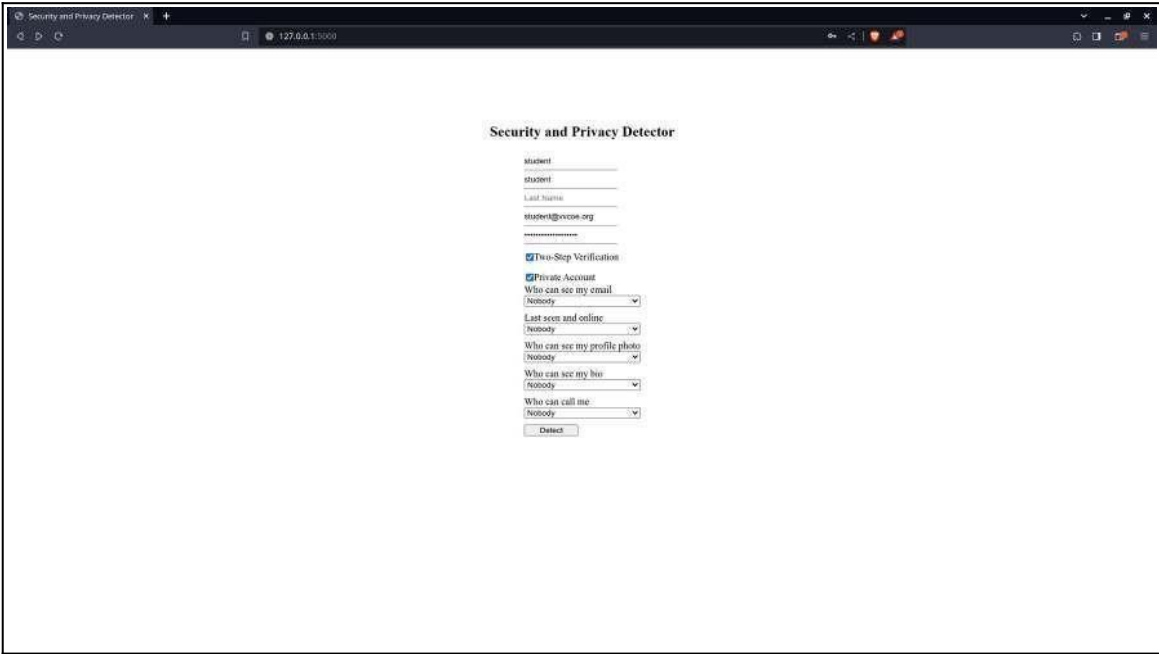 Security and Privacy Detector
127.0.0.1:5000
Security and Privacy Detector
student
student
Last Name
student@vvcoe.org
Two-Step Verification
Private Account
Who can see my email
Nobody
Last seen and online
Nobody
Who can see my profile photo
Nobody
Who can see my bio
Nobody
Who can call me
Nobody
Detect